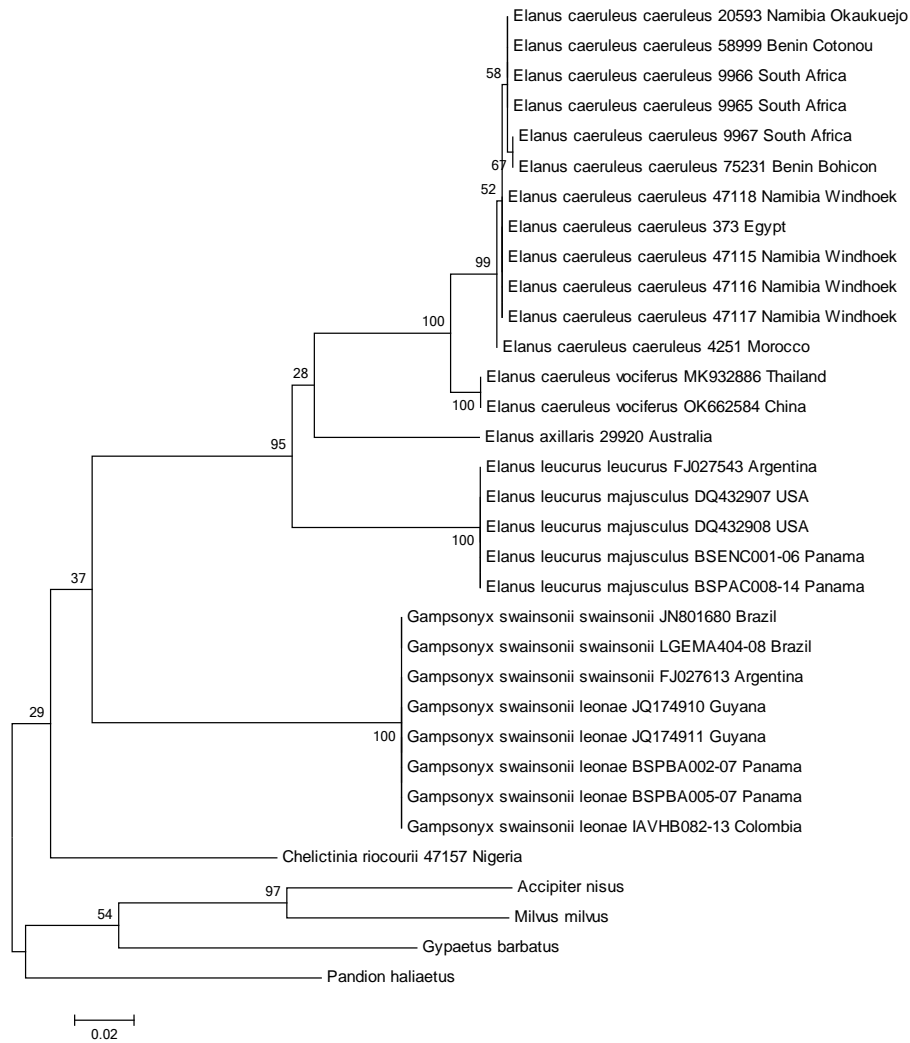 Elanus caeruleus caeruleus 20593 Namibia Okaukuejo
Elanus caeruleus caeruleus 58999 Benin Cotonou
58
Elanus caeruleus caeruleus 9966 South Africa
Elanus caeruleus caeruleus 9965 South Africa
Elanus caeruleus caeruleus 9967 South Africa
67
Elanus caeruleus caeruleus 75231 Benin Bohicon
52
Elanus caeruleus caeruleus 47118 Namibia Windhoek
Elanus caeruleus caeruleus 373 Egypt
99
Elanus caeruleus caeruleus 47115 Namibia Windhoek
Elanus caeruleus caeruleus 47116 Namibia Windhoek
100
Elanus caeruleus caeruleus 47117 Namibia Windhoek
Elanus caeruleus caeruleus 4251 Morocco
28
Elanus caeruleus vociferus MK932886 Thailand
100
Elanus caeruleus vociferus OK662584 China
95
Elanus axillaris 29920 Australia
Elanus leucurus leucurus FJ027543 Argentina
Elanus leucurus majusculus DQ432907 USA
Elanus leucurus majusculus DQ432908 USA
100
Elanus leucurus majusculus BSENC001-06 Panama
37
Elanus leucurus majusculus BSPAC008-14 Panama
Gampsonyx swainsonii swainsonii JN801680 Brazil
Gampsonyx swainsonii swainsonii LGEMA404-08 Brazil
Gampsonyx swainsonii swainsonii FJ027613 Argentina
29
Gampsonyx swainsonii leonae JQ174910 Guyana
100
Gampsonyx swainsonii leonae JQ174911 Guyana
Gampsonyx swainsonii leonae BSPBA002-07 Panama
Gampsonyx swainsonii leonae BSPBA005-07 Panama
Gampsonyx swainsonii leonae IAVHB082-13 Colombia
Chelictinia riocourii 47157 Nigeria
97
Accipiter nisus
54
Milvus milvus
Gypaetus barbatus
Pandion haliaetus
0.02